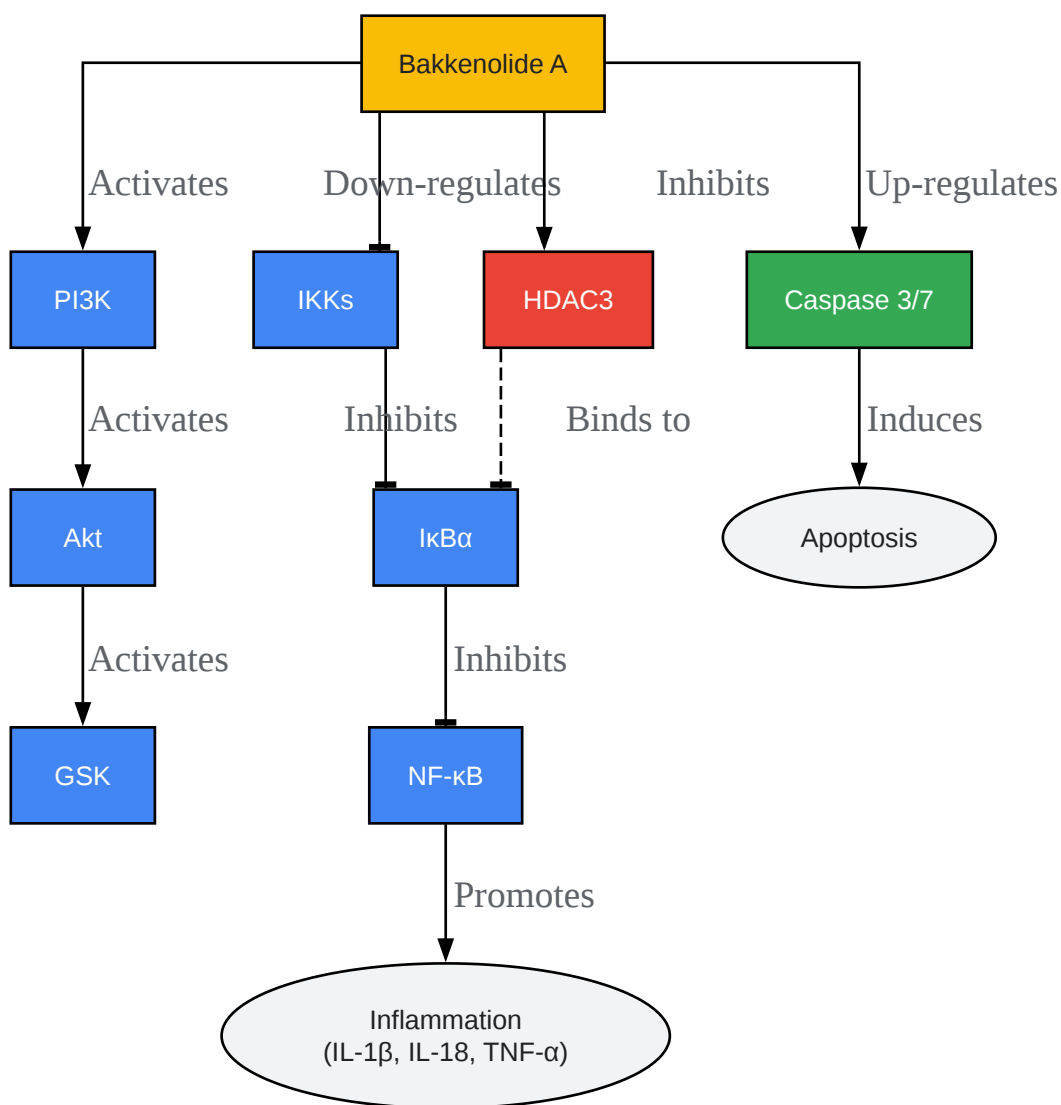 Bakkenolide A
Activates
Down-regulates
Inhibits
Up-regulates
PI3K
IKKs
HDAC3
Caspase 3/7
Activates
Inhibits
Binds to
Induces
Akt
IκBα
Apoptosis
Activates
Inhibits
GSK
NF-κB
Promotes
Inflammation
(IL-1β, IL-18, TNF-α)